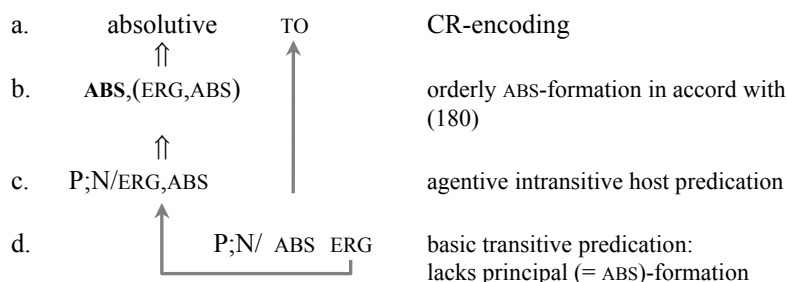 a. absolutive TO CR-encoding
⇑
b. ABS,(ERG,ABS) orderly ABS-formation in accord with
(180)
⇑
c. P;N/ERG,ABS agentive intransitive host predication
d. P;N/ ABS ERG basic transitive predication:
lacks principal (= ABS)-formation